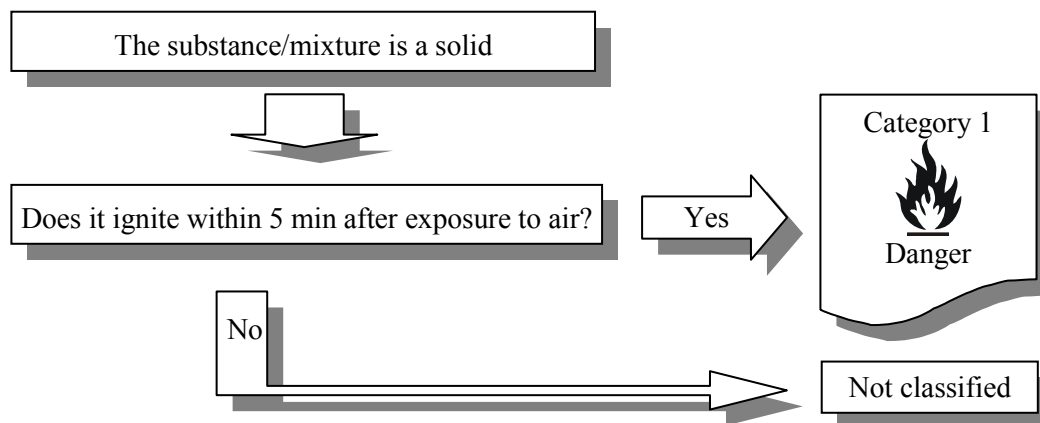 The substance/mixture is a solid
Does it ignite within 5 min after exposure to air?
Yes
Category 1
Danger
No
Not classified